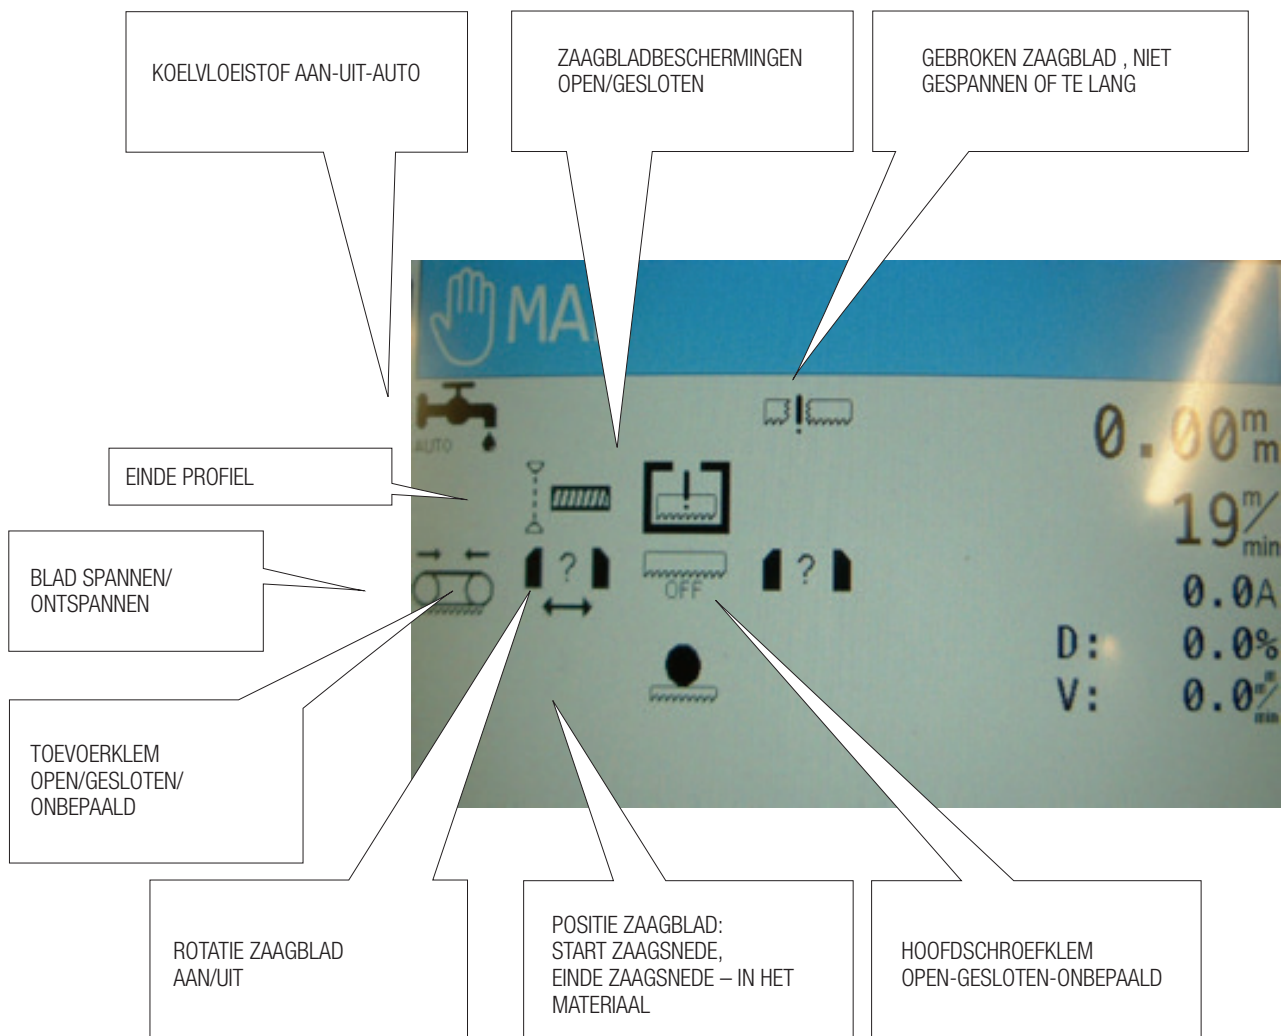 KOELVLOEISTOF AAN-UIT-AUTO
ZAAGBLADBESCHERMINGEN
OPEN/GESLOTEN
GEBROKEN ZAAGBLAD , NIET
GESPANNEN OF TE LANG
MA
AUTO
0.00 m m
EINDE PROFIEL
19 m/min
BLAD SPANNEN/
ONTSPANNEN
?
OFF
?
0.0A
D: 0.0%
V: 0.0 m/min
TOEVOERKLEM
OPEN/GESLOTEN/
ONBEPAALD
ROTATIE ZAAGBLAD
AAN/UIT
POSITIE ZAAGBLAD:
START ZAAGSNEDE,
EINDE ZAAGSNEDE – IN HET
MATERIAAL
HOOFDSCHROEFKLEM
OPEN-GESLOTEN-ONBEPAALD